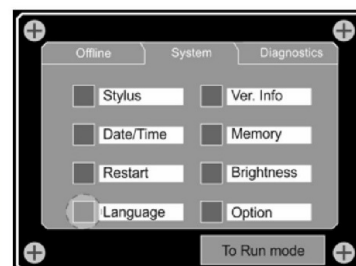 Offline System Diagnostics
Stylus Ver. Info
Date/Time Memory
Restart Brightness
Language Option
To Run mode